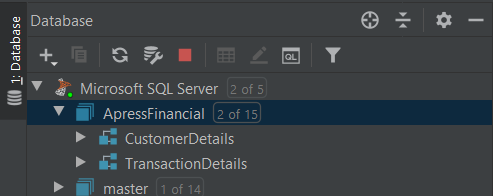 1: Database
Database
QL
Microsoft SQL Server 2 of 5
ApressFinancial 2 of 15
CustomerDetails
TransactionDetails
master 1 of 14